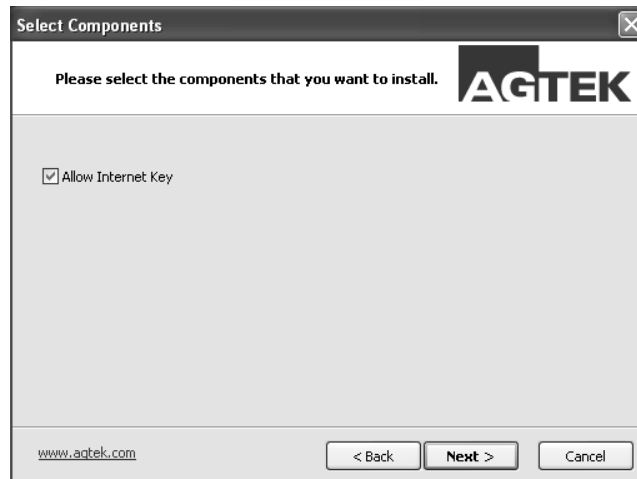 Select Components
Please select the components that you want to install.
AGTEK
Allow Internet Key
www.agtek.com
< Back
Next >
Cancel